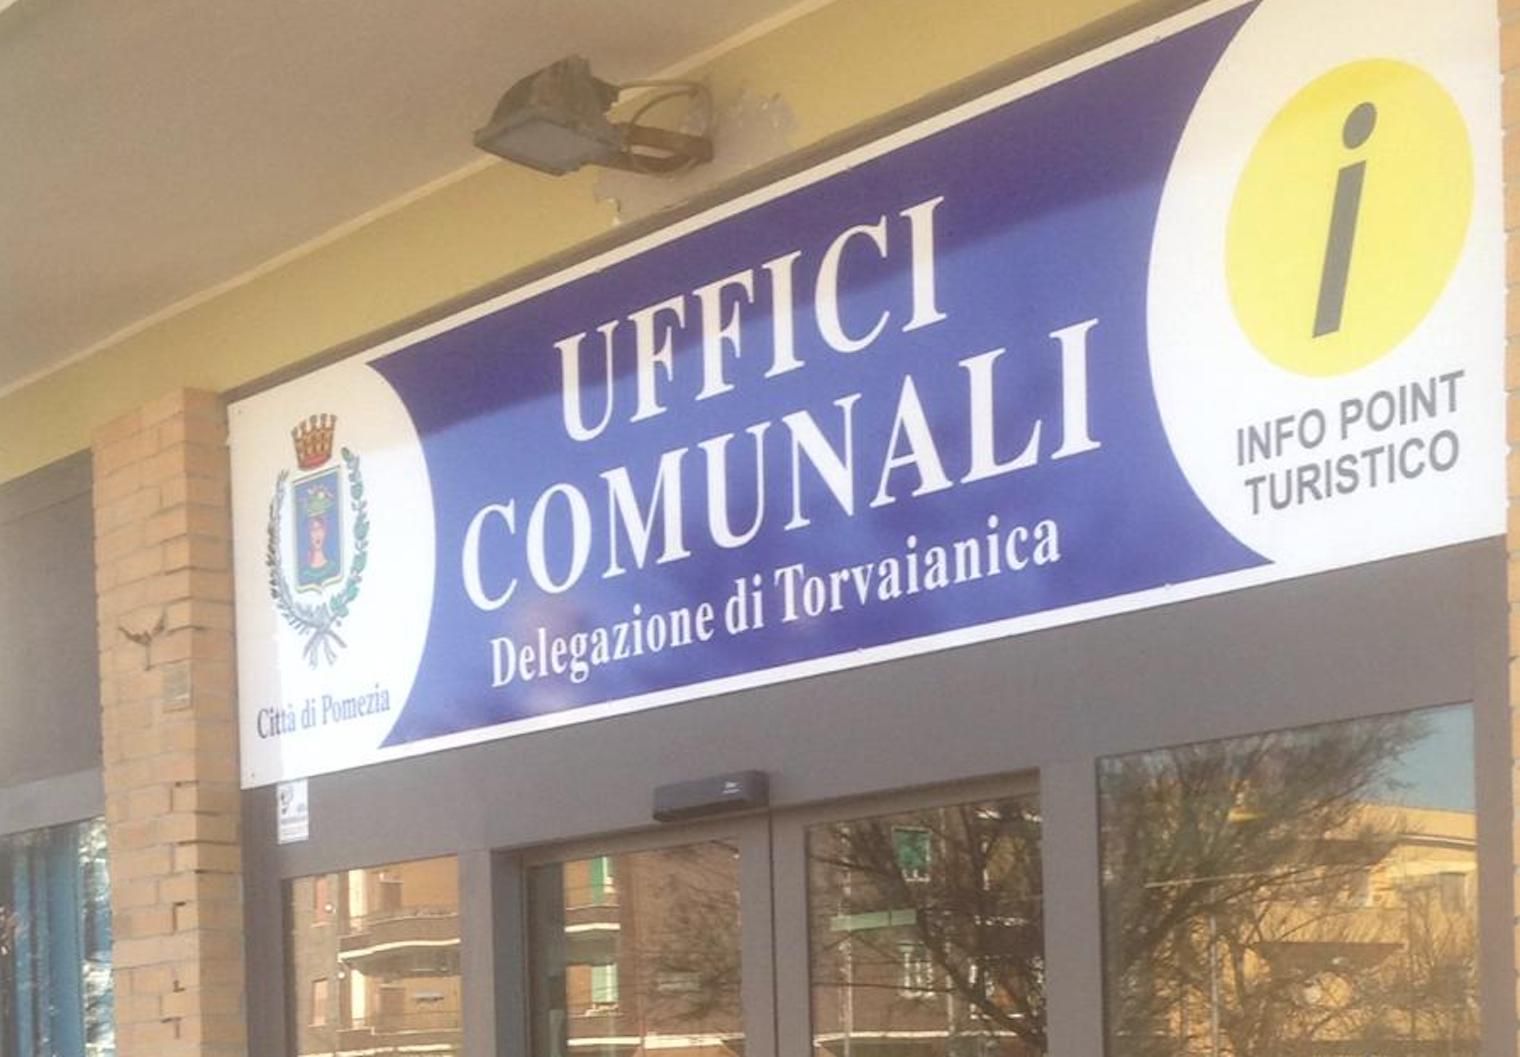 UFFICI
COMUNALI
Delegazione di Torvaianica
Città di Pomezia
INFO POINT
TURISTICO